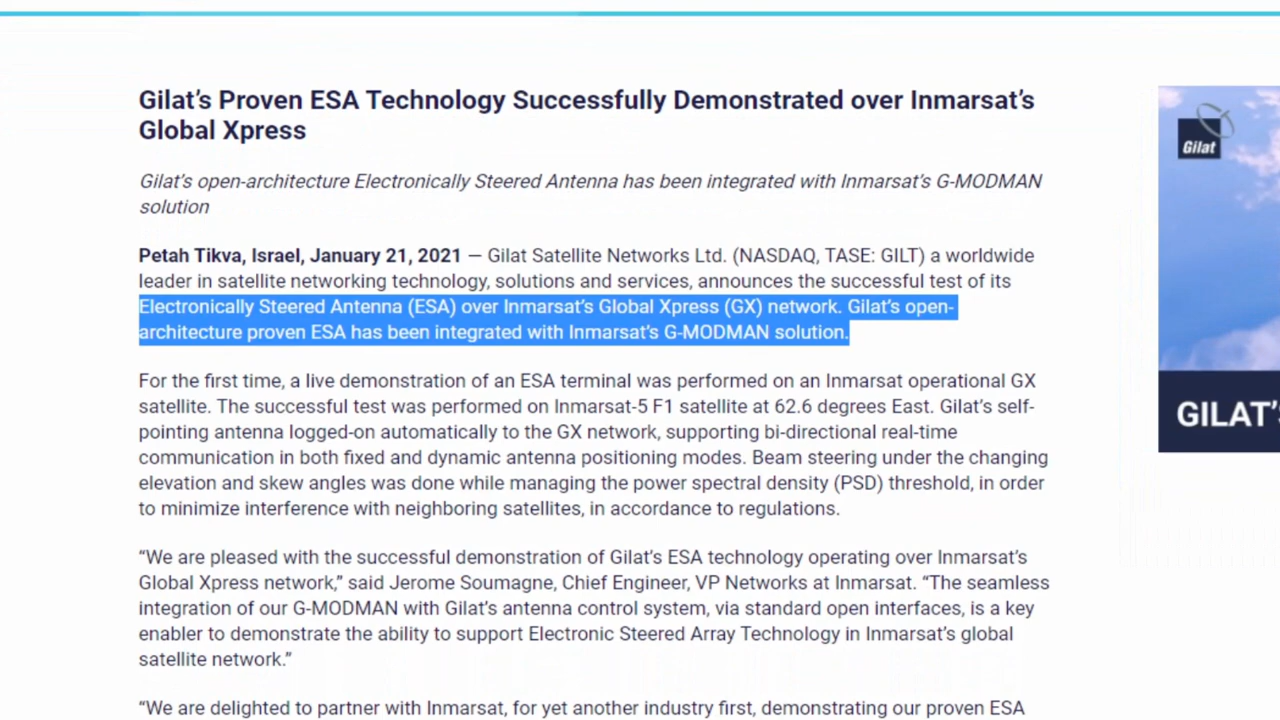 Gilat’s Proven ESA Technology Successfully Demonstrated over Inmarsat’s
Global Xpress
Gilat’s open-architecture Electronically Steered Antenna has been integrated with Inmarsat’s G-MODMAN
solution
Petah Tikva, Israel, January 21, 2021 — Gilat Satellite Networks Ltd. (NASDAQ, TASE: GILT) a worldwide
leader in satellite networking technology, solutions and services, announces the successful test of its
Electronically Steered Antenna (ESA) over Inmarsat’s Global Xpress (GX) network. Gilat’s open-
architecture proven ESA has been integrated with Inmarsat’s G-MODMAN solution.
For the first time, a live demonstration of an ESA terminal was performed on an Inmarsat operational GX
satellite. The successful test was performed on Inmarsat-5 F1 satellite at 62.6 degrees East. Gilat’s self-
pointing antenna logged-on automatically to the GX network, supporting bi-directional real-time
communication in both fixed and dynamic antenna positioning modes. Beam steering under the changing
elevation and skew angles was done while managing the power spectral density (PSD) threshold, in order
to minimize interference with neighboring satellites, in accordance to regulations.
“We are pleased with the successful demonstration of Gilat’s ESA technology operating over Inmarsat’s
Global Xpress network,” said Jerome Soumagne, Chief Engineer, VP Networks at Inmarsat. “The seamless
integration of our G-MODMAN with Gilat’s antenna control system, via standard open interfaces, is a key
enabler to demonstrate the ability to support Electronic Steered Array Technology in Inmarsat’s global
satellite network.”
“We are delighted to partner with Inmarsat, for yet another industry first, demonstrating our proven ESA
Gilat
GILAT’